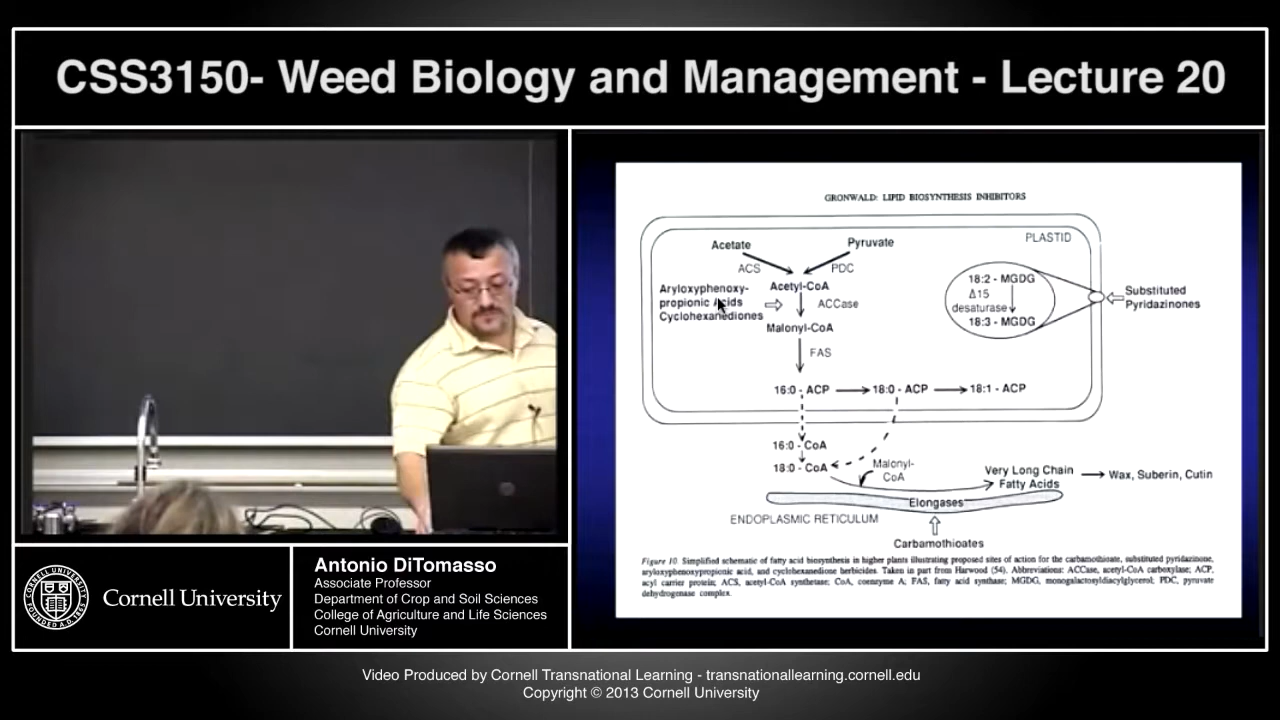 CSS3150- Weed Biology and Management - Lecture 20
GRONWALD: LIPID BIOSYNTHESIS INHIBITORS
PLASTID
Acetate
Pyruvate
ACS
PDC
Aryloxyphenoxy-
propionic Acids
Cyclohexanediones
Acetyl-CoA
ACCase
Malonyl-CoA
FAS
18:2 - MGDG
Δ15
desaturase
18:3 - MGDG
Substituted
Pyridazinones
16:0 - ACP
18:0 - ACP
18:1 - ACP
16:0 - CoA
18:0 - CoA
Malonyl-
CoA
Very Long Chain
Fatty Acids
Wax, Suberin, Cutin
Elongases
ENDOPLASMIC RETICULUM
Carbamothioates
Figure 10. Simplified schematic of fatty acid biosynthesis in higher plants illustrating proposed sites of action for the carbamothioate, substituted pyridazinone,
aryloxyphenoxypropionic acid, and cyclohexanedione herbicides. Taken in part from Harwood (54). Abbreviations: ACCase, acetyl-CoA carboxylase; ACP,
acyl carrier protein; ACS, acetyl-CoA synthetase; CoA, coenzyme A; FAS, fatty acid synthase; MGDG, monogalactosyldiacylglycerol; PDC, pyruvate
dehydrogenase complex.
Cornell University
Antonio DiTomasso
Associate Professor
Department of Crop and Soil Sciences
College of Agriculture and Life Sciences
Cornell University
Video Produced by Cornell Transnational Learning - transnationallearning.cornell.edu
Copyright © 2013 Cornell University